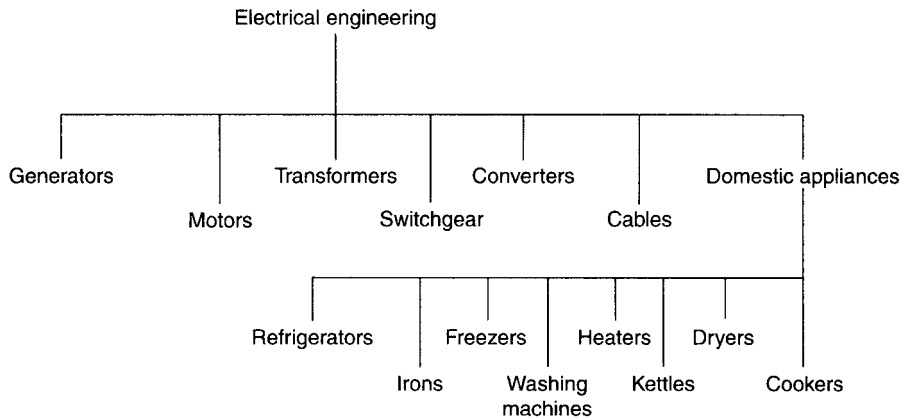 Electrical engineering
Generators
Transformers
Converters
Domestic appliances
Motors
Switchgear
Cables
Refrigerators
Freezers
Heaters
Dryers
Irons
Washing
machines
Kettles
Cookers